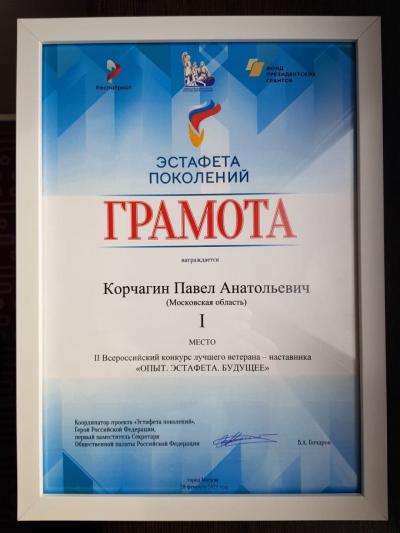 Роспатриот
ФОНД
ПРЕЗИДЕНТСКИХ
ГРАНТОВ
ЭСТАФЕТА
ПОКОЛЕНИЙ
ГРАМОТА
награждается
Корчагин Павел Анатольевич
(Московская область)
I
МЕСТО
II Всероссийский конкурс лучшего ветерана – наставника
«ОПЫТ. ЭСТАФЕТА. БУДУЩЕЕ»
Координатор проекта «Эстафета поколений»,
Герой Российской Федерации,
первый заместитель Секретаря
Общественной палаты Российской Федерации
В.А. Бочаров
город Москва